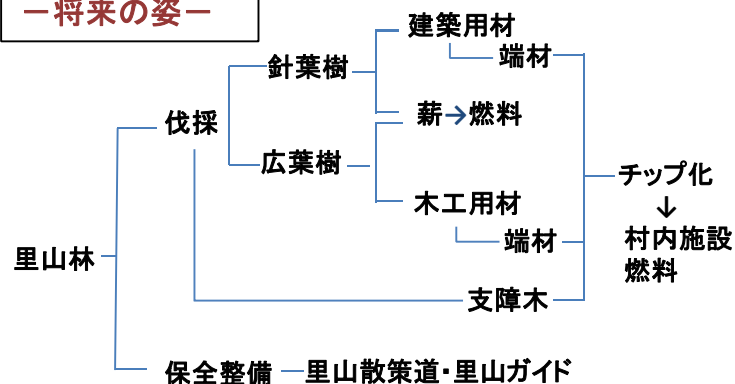 －将来の姿－
建築用材
端材
針葉樹
薪→燃料
伐採
広葉樹
チップ化
↓
木工用材
村内施設
端材
里山林
燃料
支障木
保全整備
里山散策道・里山ガイド